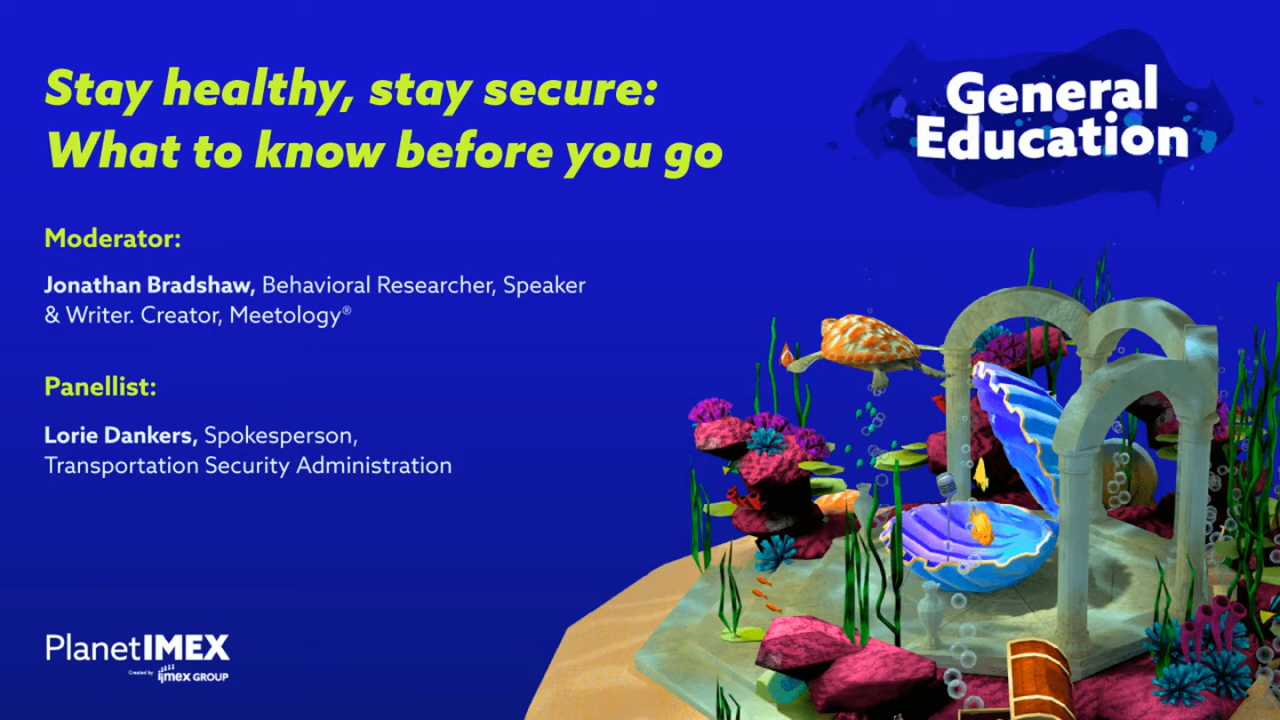 Stay healthy, stay secure:
What to know before you go
General
Education
Moderator:
Jonathan Bradshaw, Behavioral Researcher, Speaker
& Writer. Creator, Meetology®
Panellist:
Lorie Dankers, Spokesperson,
Transportation Security Administration
PlanetIMEX
Created by imex GROUP